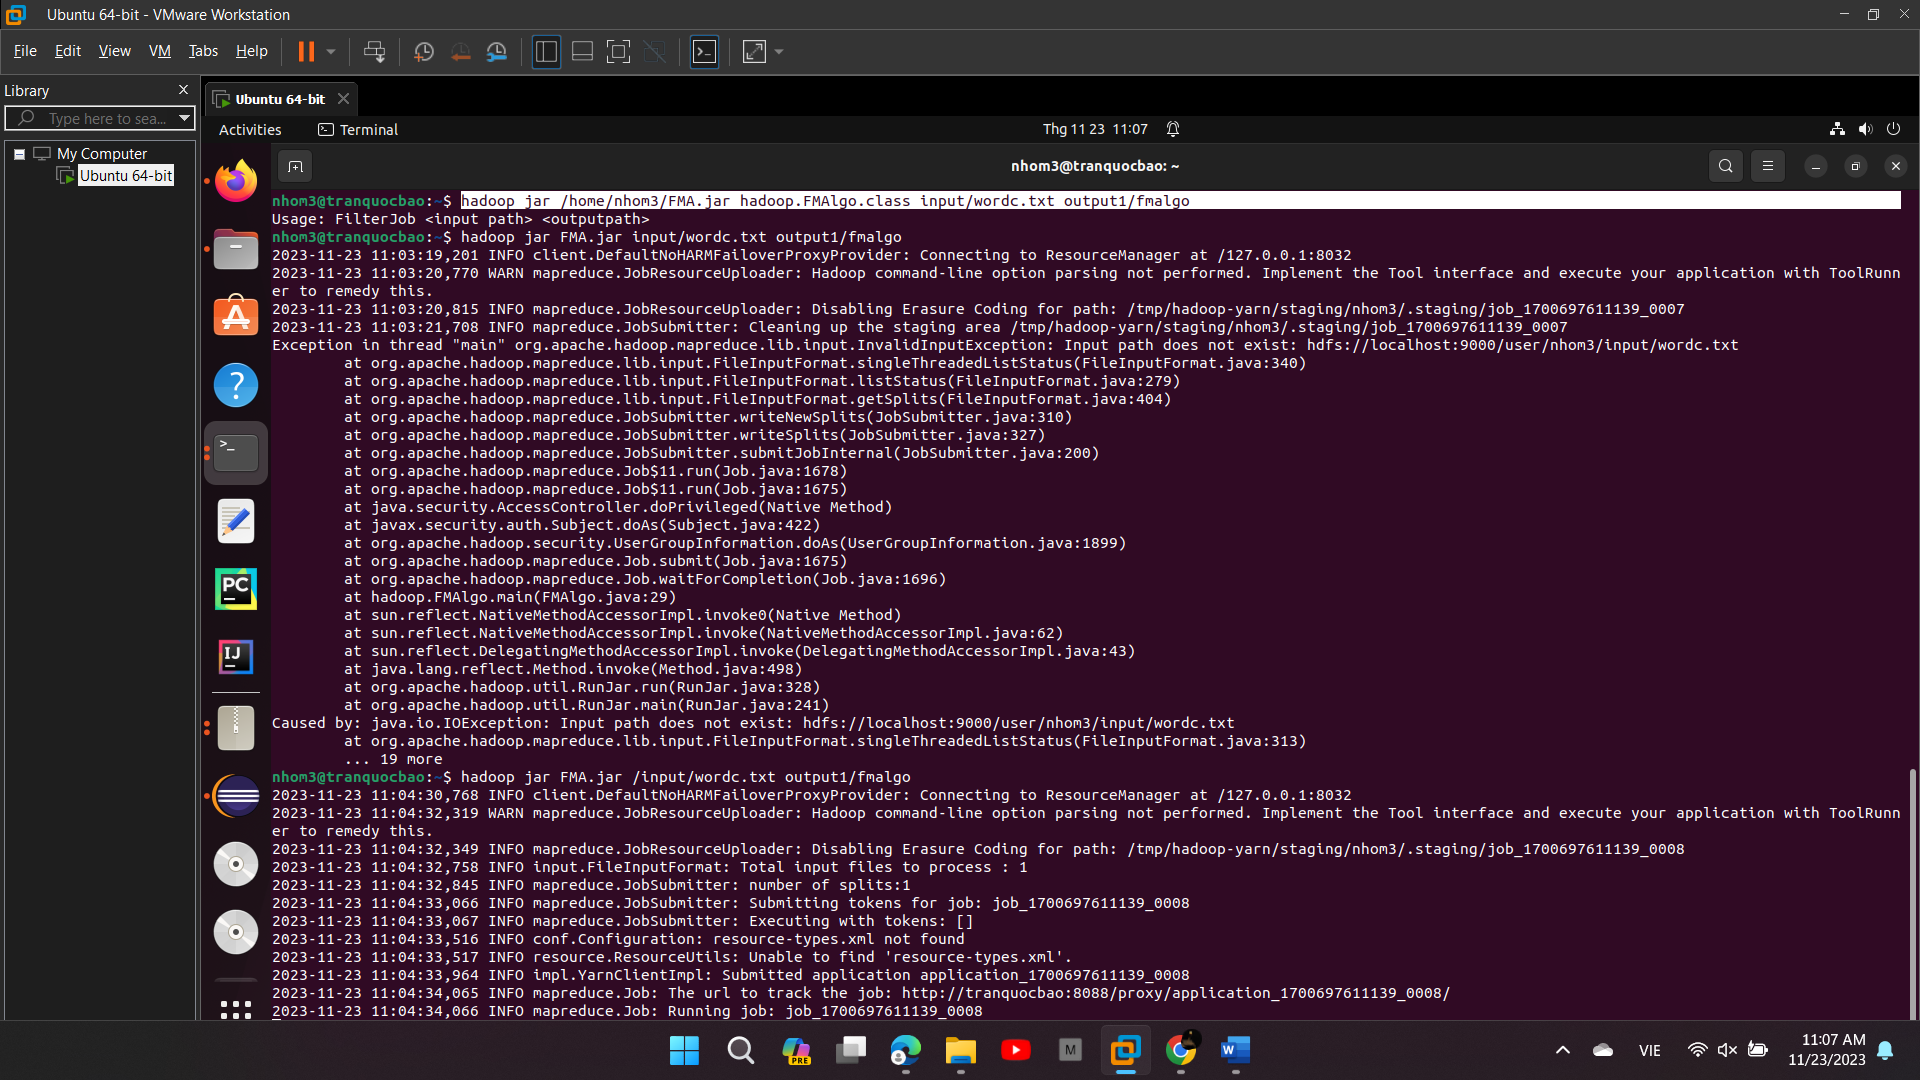 Ubuntu 64-bit - VMware Workstation
File Edit View VM Tabs Help
Library
Type here to sea...
My Computer
Ubuntu 64-bit
Ubuntu 64-bit
Activities
Terminal
Thg 11 23 11:07
nhom3@tranquocbao: ~
nhom3@tranquocbao:~$ hadoop jar /home/nhom3/FMA.jar hadoop.FMAlgo.class input/wordc.txt output1/fmalgo
Usage: FilterJob <input path> <outputpath>
nhom3@tranquocbao:~$ hadoop jar FMA.jar input/wordc.txt output1/fmalgo
2023-11-23 11:03:19,201 INFO client.DefaultNoHARMFailoverProxyProvider: Connecting to ResourceManager at /127.0.0.1:8032
2023-11-23 11:03:20,770 WARN mapreduce.JobResourceUploader: Hadoop command-line option parsing not performed. Implement the Tool interface and execute your application with ToolRunn
er to remedy this.
2023-11-23 11:03:20,815 INFO mapreduce.JobResourceUploader: Disabling Erasure Coding for path: /tmp/hadoop-yarn/staging/nhom3/.staging/job_1700697611139_0007
2023-11-23 11:03:21,708 INFO mapreduce.JobSubmitter: Cleaning up the staging area /tmp/hadoop-yarn/staging/nhom3/.staging/job_1700697611139_0007
Exception in thread "main" org.apache.hadoop.mapreduce.lib.input.InvalidInputException: Input path does not exist: hdfs://localhost:9000/user/nhom3/input/wordc.txt
at org.apache.hadoop.mapreduce.lib.input.FileInputFormat.singleThreadedListStatus(FileInputFormat.java:340)
at org.apache.hadoop.mapreduce.lib.input.FileInputFormat.listStatus(FileInputFormat.java:279)
at org.apache.hadoop.mapreduce.lib.input.FileInputFormat.getSplits(FileInputFormat.java:404)
at org.apache.hadoop.mapreduce.JobSubmitter.writeNewSplits(JobSubmitter.java:310)
at org.apache.hadoop.mapreduce.JobSubmitter.writeSplits(JobSubmitter.java:327)
at org.apache.hadoop.mapreduce.JobSubmitter.submitJobInternal(JobSubmitter.java:200)
at org.apache.hadoop.mapreduce.Job$11.run(Job.java:1678)
at org.apache.hadoop.mapreduce.Job$11.run(Job.java:1675)
at java.security.AccessController.doPrivileged(Native Method)
at javax.security.auth.Subject.doAs(Subject.java:422)
at org.apache.hadoop.security.UserGroupInformation.doAs(UserGroupInformation.java:1899)
at org.apache.hadoop.mapreduce.Job.submit(Job.java:1675)
at org.apache.hadoop.mapreduce.Job.waitForCompletion(Job.java:1696)
at hadoop.FMAlgo.main(FMAlgo.java:29)
at sun.reflect.NativeMethodAccessorImpl.invoke0(Native Method)
at sun.reflect.NativeMethodAccessorImpl.invoke(NativeMethodAccessorImpl.java:62)
at sun.reflect.DelegatingMethodAccessorImpl.invoke(DelegatingMethodAccessorImpl.java:43)
at java.lang.reflect.Method.invoke(Method.java:498)
at org.apache.hadoop.util.RunJar.run(RunJar.java:328)
at org.apache.hadoop.util.RunJar.main(RunJar.java:241)
Caused by: java.io.IOException: Input path does not exist: hdfs://localhost:9000/user/nhom3/input/wordc.txt
at org.apache.hadoop.mapreduce.lib.input.FileInputFormat.singleThreadedListStatus(FileInputFormat.java:313)
... 19 more
nhom3@tranquocbao:~$ hadoop jar FMA.jar /input/wordc.txt output1/fmalgo
2023-11-23 11:04:30,768 INFO client.DefaultNoHARMFailoverProxyProvider: Connecting to ResourceManager at /127.0.0.1:8032
2023-11-23 11:04:32,319 WARN mapreduce.JobResourceUploader: Hadoop command-line option parsing not performed. Implement the Tool interface and execute your application with ToolRunn
er to remedy this.
2023-11-23 11:04:32,349 INFO mapreduce.JobResourceUploader: Disabling Erasure Coding for path: /tmp/hadoop-yarn/staging/nhom3/.staging/job_1700697611139_0008
2023-11-23 11:04:32,758 INFO input.FileInputFormat: Total input files to process : 1
2023-11-23 11:04:32,845 INFO mapreduce.JobSubmitter: number of splits:1
2023-11-23 11:04:33,066 INFO mapreduce.JobSubmitter: Submitting tokens for job: job_1700697611139_0008
2023-11-23 11:04:33,067 INFO mapreduce.JobSubmitter: Executing with tokens: []
2023-11-23 11:04:33,516 INFO conf.Configuration: resource-types.xml not found
2023-11-23 11:04:33,517 INFO resource.ResourceUtils: Unable to find 'resource-types.xml'.
2023-11-23 11:04:33,964 INFO impl.YarnClientImpl: Submitted application application_1700697611139_0008
2023-11-23 11:04:34,065 INFO mapreduce.Job: The url to track the job: http://tranquocbao:8088/proxy/application_1700697611139_0008/
2023-11-23 11:04:34,066 INFO mapreduce.Job: Running job: job_1700697611139_0008
PC
IJ
PRE
M
W
VIE
11:07 AM
11/23/2023